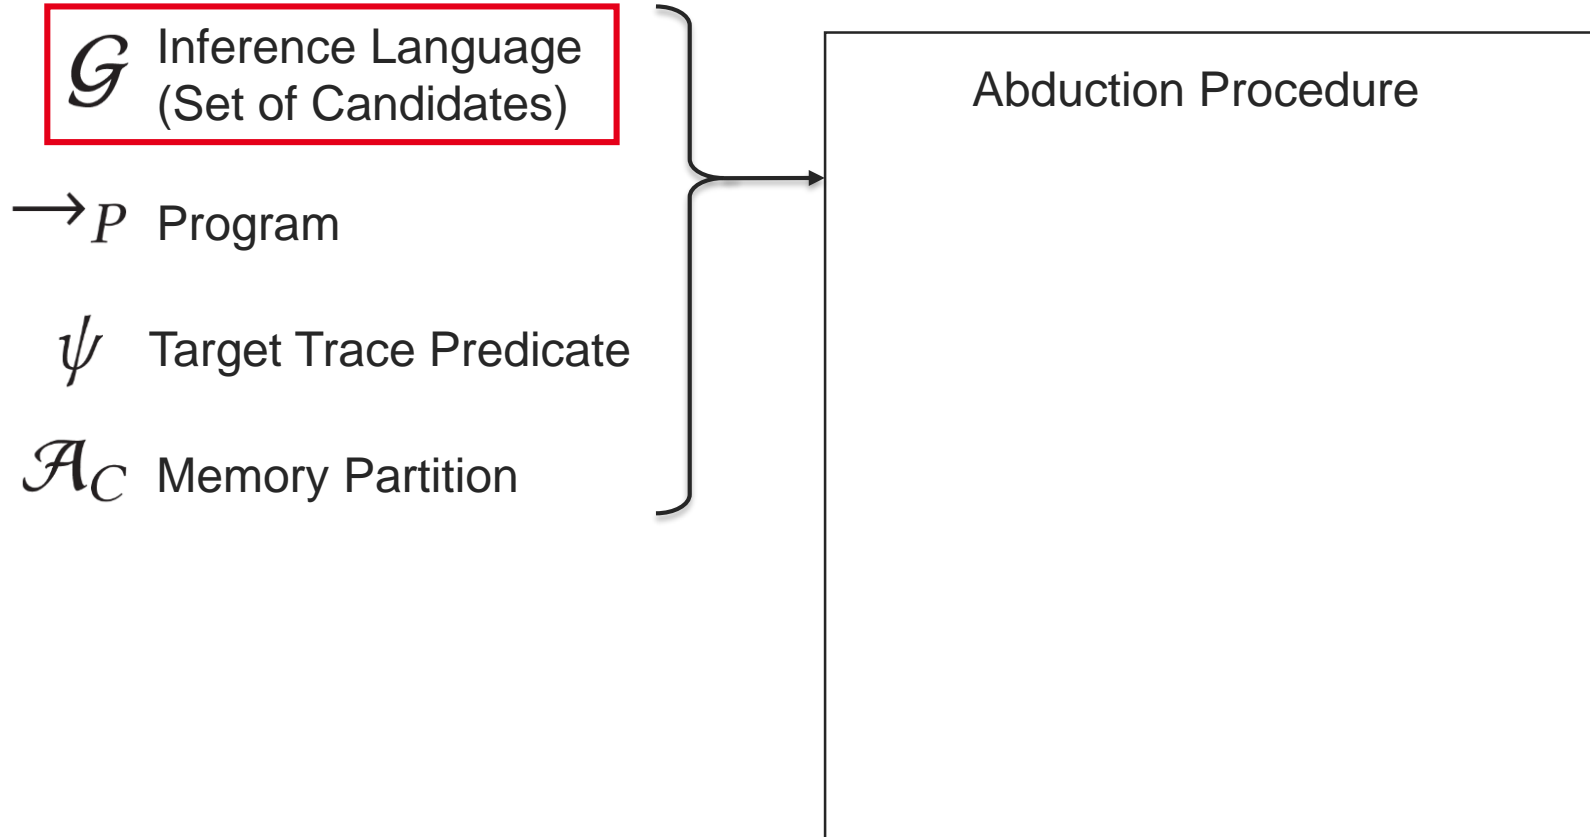 𝒢 Inference Language
(Set of Candidates)
→P Program
ψ Target Trace Predicate
𝒜C Memory Partition
Abduction Procedure